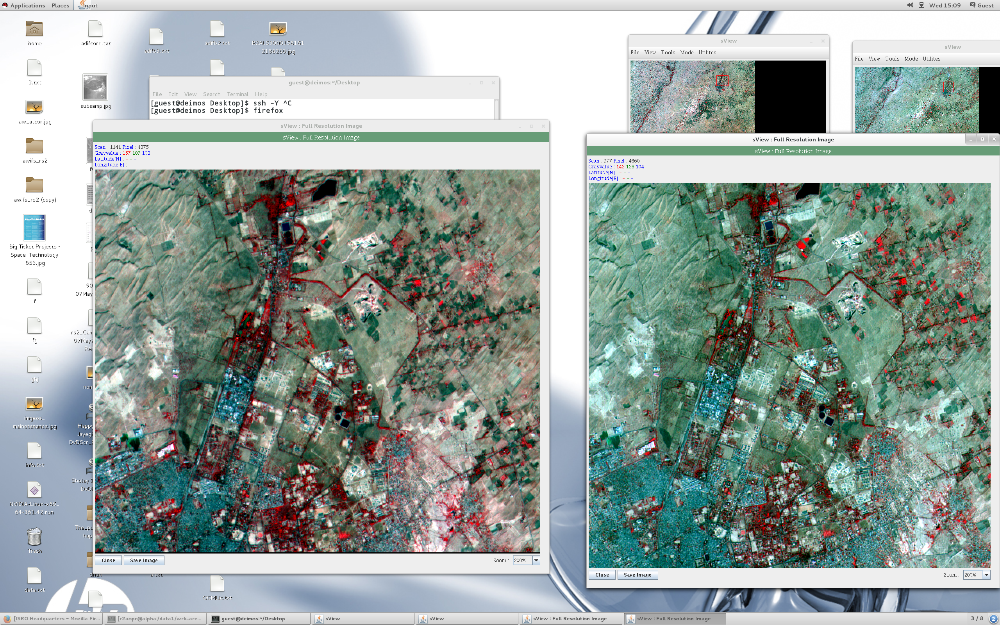 Applications Places Input
Wed 15:09 Guest
home
adifcorn.txt
adifb3.txt
adifb2.txt
R2ALS3000158161
2188250.jpg
3.txt
subsamp.jpg
aw_atcor.jpg
awifs_rs2
awifs_rs2 (copy)
Big Ticket Projects -
Space Technology
653.jpg
f
fg
ghj
imgeos_
mainetenance.jpg
info.txt
NVIDIA-Linux-x86_
64-361.42.run
Trash
data.txt
90
07May
rs2_Cam
07May
RA
nom
Happy
Jayegi
DvDScr_
Sholay
DvD
The_pu
hap
dhun
a.txt
OCMLic.txt
guest@deimos:~/Desktop
File Edit View Search Terminal Help
[guest@deimos Desktop]$ ssh -Y ^C
[guest@deimos Desktop]$ firefox
sView : Full Resolution Image
sView : Full Resolution Image
Scan : 1141 Pixel : 4375
Grayvalue : 157 107 103
Latitude[N] : - - -
Longitude[E] : - - -
Close Save Image Zoom : 200%
sView
File View Tools Mode Utilites
sView
File View Tools Mode Utilites
sView : Full Resolution Image
sView : Full Resolution Image
Scan : 977 Pixel : 4660
Grayvalue : 142 123 104
Latitude[N] : - - -
Longitude[E] : - - -
Close Save Image Zoom : 200%
[ISRO Headquarters - Mozilla Fir...
[r2aopr@alpha:/data1/wrk_are...
guest@deimos:~/Desktop
sView
sView
sView : Full Resolution Image
sView : Full Resolution Image
3 / 8 2